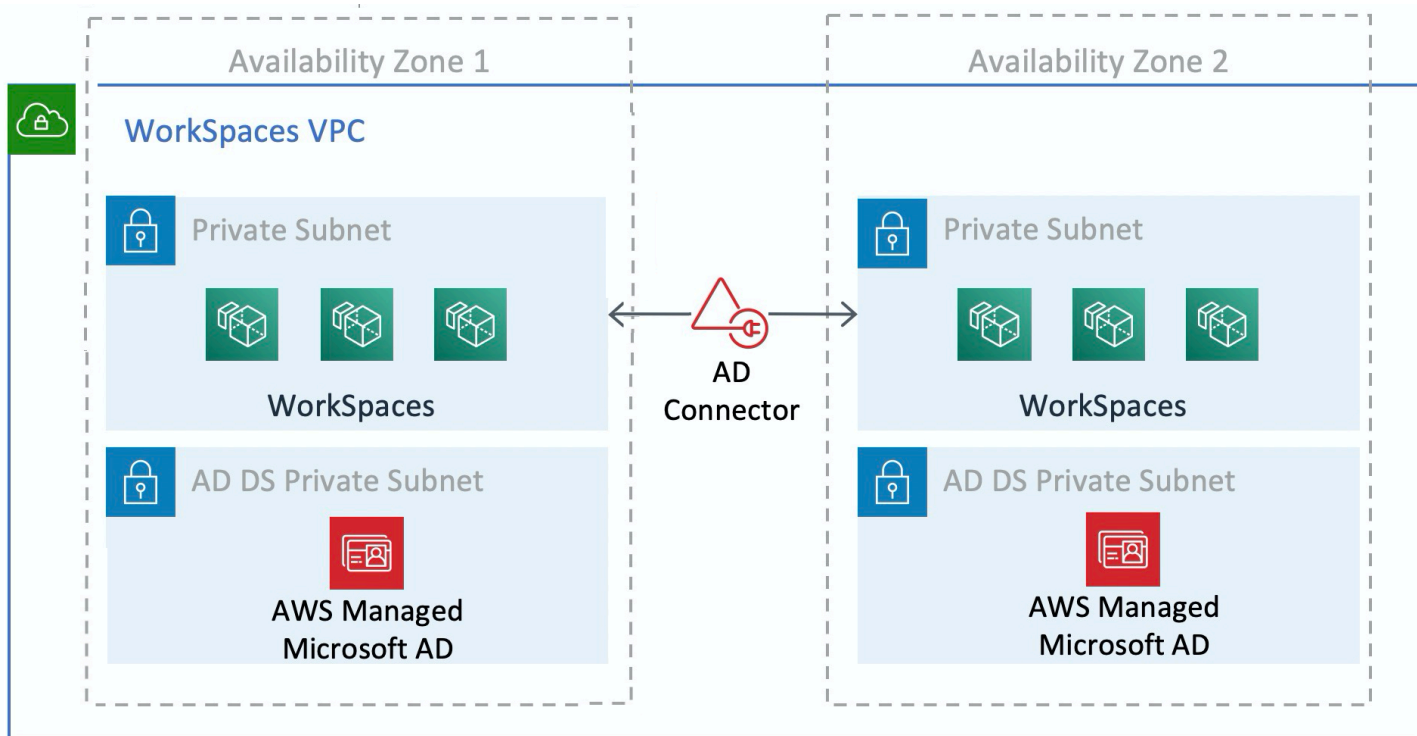 Availability Zone 1
Availability Zone 2
WorkSpaces VPC
Private Subnet
Private Subnet
WorkSpaces
AD
Connector
WorkSpaces
AD DS Private Subnet
AD DS Private Subnet
AWS Managed
Microsoft AD
AWS Managed
Microsoft AD